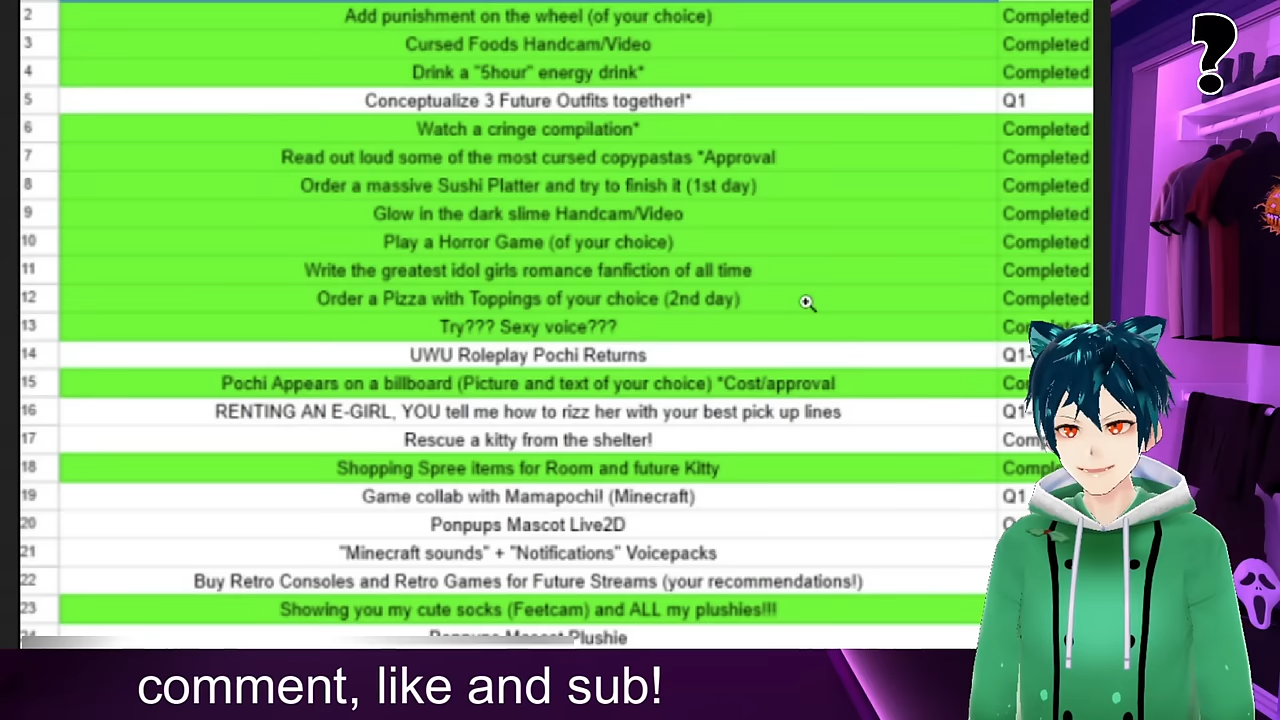 2 Add punishment on the wheel (of your choice) Completed
3 Cursed Foods Handcam/Video Completed
4 Drink a "5hour" energy drink* Completed
5 Conceptualize 3 Future Outfits together!* Q1
6 Watch a cringe compilation* Completed
7 Read out loud some of the most cursed copypastas *Approval Completed
8 Order a massive Sushi Platter and try to finish it (1st day) Completed
9 Glow in the dark slime Handcam/Video Completed
10 Play a Horror Game (of your choice) Completed
11 Write the greatest idol girls romance fanfiction of all time Completed
12 Order a Pizza with Toppings of your choice (2nd day) Completed
13 Try??? Sexy voice???
14 UWU Roleplay Pochi Returns Q1-
15 Pochi Appears on a billboard (Picture and text of your choice) *Cost/approval Co
16 RENTING AN E-GIRL, YOU tell me how to rizz her with your best pick up lines Q1-
17 Rescue a kitty from the shelter! Comp
18 Shopping Spree items for Room and future Kitty Compl
19 Game collab with Mamapochi! (Minecraft) Q1
20 Ponpups Mascot Live2D
21 "Minecraft sounds" + "Notifications" Voicepacks
22 Buy Retro Consoles and Retro Games for Future Streams (your recommendations!)
23 Showing you my cute socks (Feetcam) and ALL my plushies!!!
24 Ponpups Mascot Plushie
?
comment, like and sub!